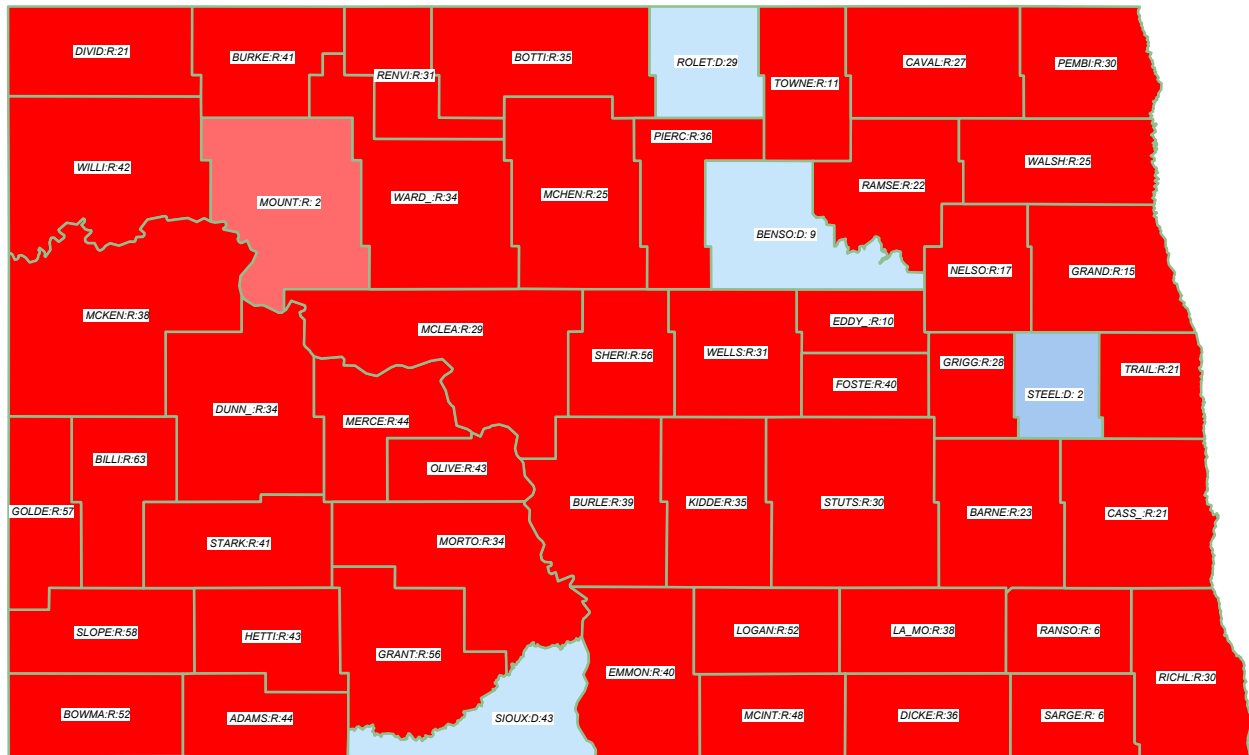 DIVID:R:21
BURKE:R:41
RENVI:R:31
BOTTI:R:35
ROLET:D:29
TOWNE:R:11
CAVAL:R:27
PEMBI:R:30
WILLI:R:42
MOUNT:R: 2
WARD_:R:34
MCHEN:R:25
PIERC:R:36
BENSO:D: 9
RAMSE:R:22
WALSH:R:25
NELSO:R:17
GRAND:R:15
MCKEN:R:38
MCLEA:R:29
SHERI:R:56
WELLS:R:31
EDDY_:R:10
FOSTE:R:40
GRIGG:R:28
STEEL:D: 2
TRAIL:R:21
DUNN_:R:34
MERCE:R:44
OLIVE:R:43
BILLI:R:63
GOLDE:R:57
STARK:R:41
MORTO:R:34
BURLE:R:39
KIDDE:R:35
STUTS:R:30
BARNE:R:23
CASS_:R:21
SLOPE:R:58
HETTI:R:43
GRANT:R:56
EMMON:R:40
LOGAN:R:52
LA_MO:R:38
RANSO:R: 6
RICHL:R:30
BOWMA:R:52
ADAMS:R:44
SIOUX:D:43
MCINT:R:48
DICKE:R:36
SARGE:R: 6